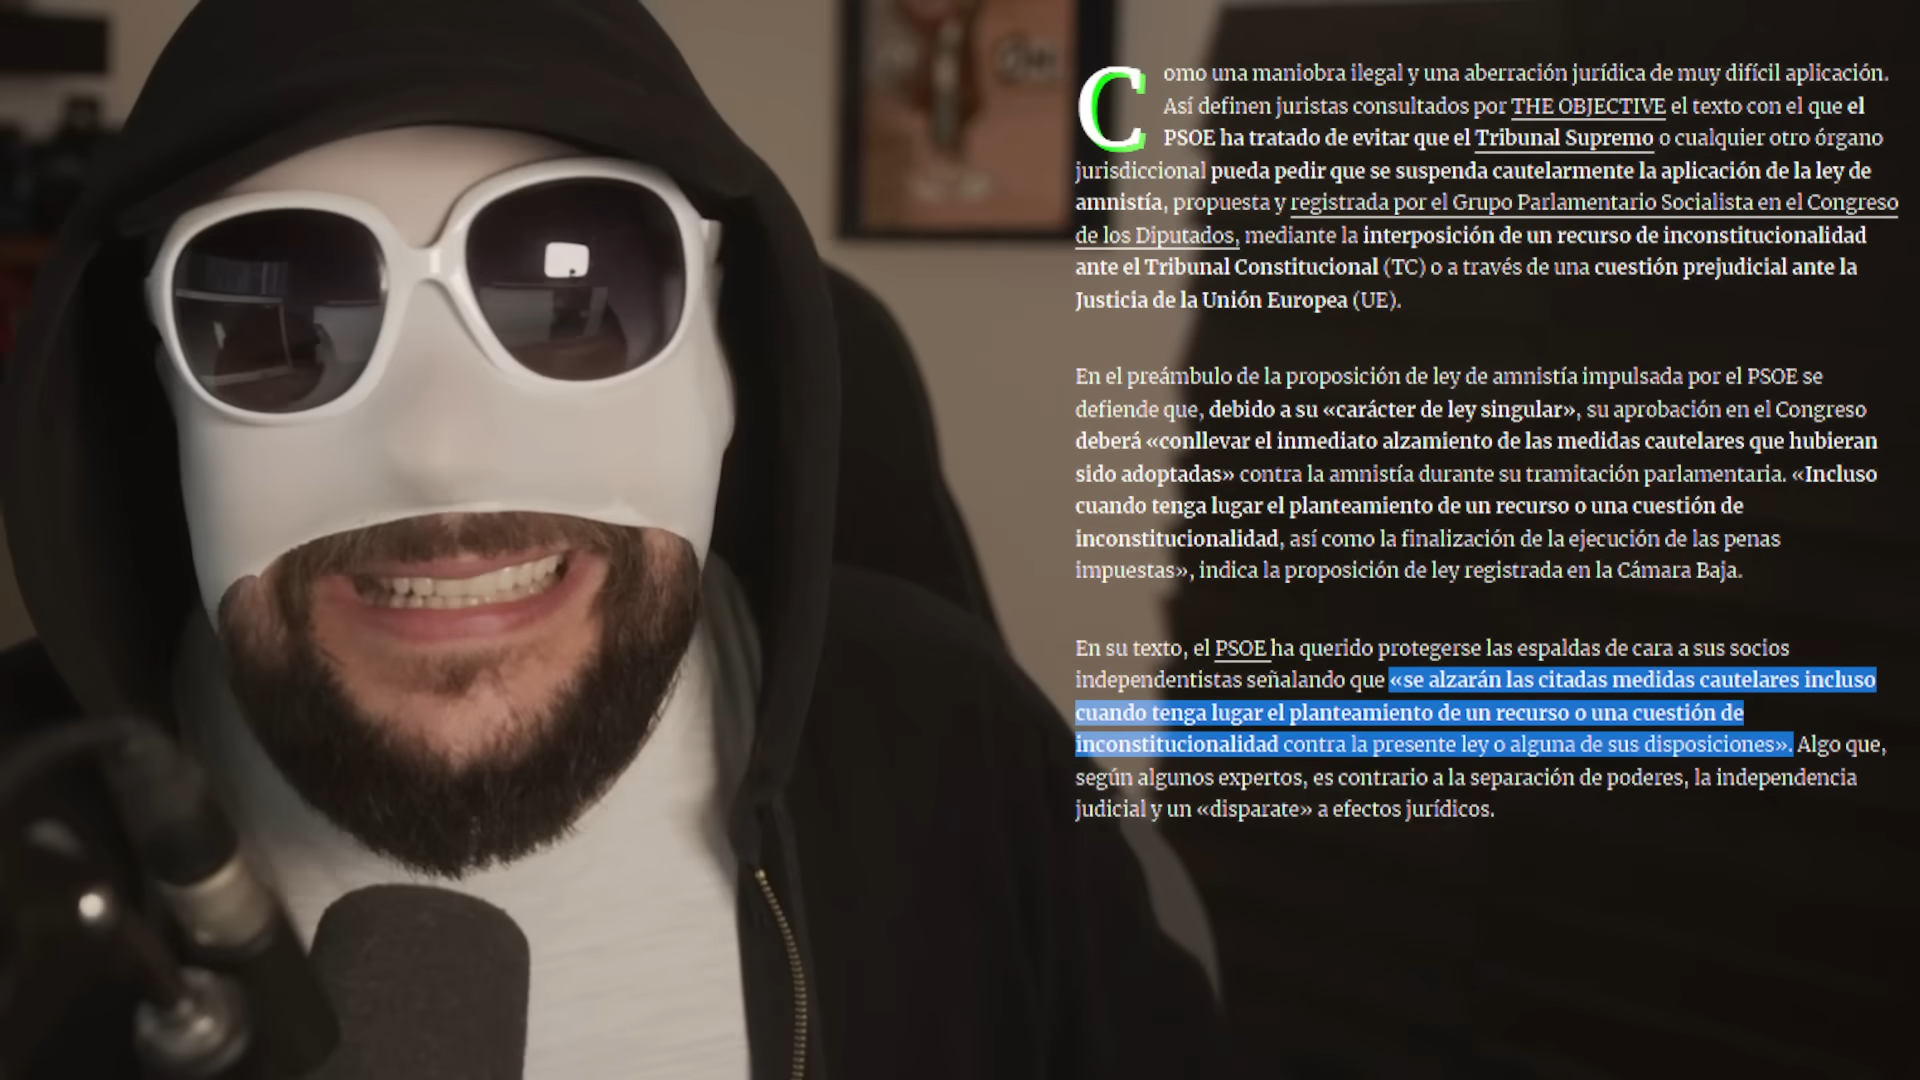 Como una maniobra ilegal y una aberración jurídica de muy difícil aplicación.
Así definen juristas consultados por THE OBJECTIVE el texto con el que el
PSOE ha tratado de evitar que el Tribunal Supremo o cualquier otro órgano
jurisdiccional pueda pedir que se suspenda cautelarmente la aplicación de la ley de
amnistía, propuesta y registrada por el Grupo Parlamentario Socialista en el Congreso
de los Diputados, mediante la interposición de un recurso de inconstitucionalidad
ante el Tribunal Constitucional (TC) o a través de una cuestión prejudicial ante la
Justicia de la Unión Europea (UE).
En el preámbulo de la proposición de ley de amnistía impulsada por el PSOE se
defiende que, debido a su «carácter de ley singular», su aprobación en el Congreso
deberá «conllevar el inmediato alzamiento de las medidas cautelares que hubieran
sido adoptadas» contra la amnistía durante su tramitación parlamentaria. «Incluso
cuando tenga lugar el planteamiento de un recurso o una cuestión de
inconstitucionalidad, así como la finalización de la ejecución de las penas
impuestas», indica la proposición de ley registrada en la Cámara Baja.
En su texto, el PSOE ha querido protegerse las espaldas de cara a sus socios
independentistas señalando que «se alzarán las citadas medidas cautelares incluso
cuando tenga lugar el planteamiento de un recurso o una cuestión de
inconstitucionalidad contra la presente ley o alguna de sus disposiciones». Algo que,
según algunos expertos, es contrario a la separación de poderes, la independencia
judicial y un «disparate» a efectos jurídicos.